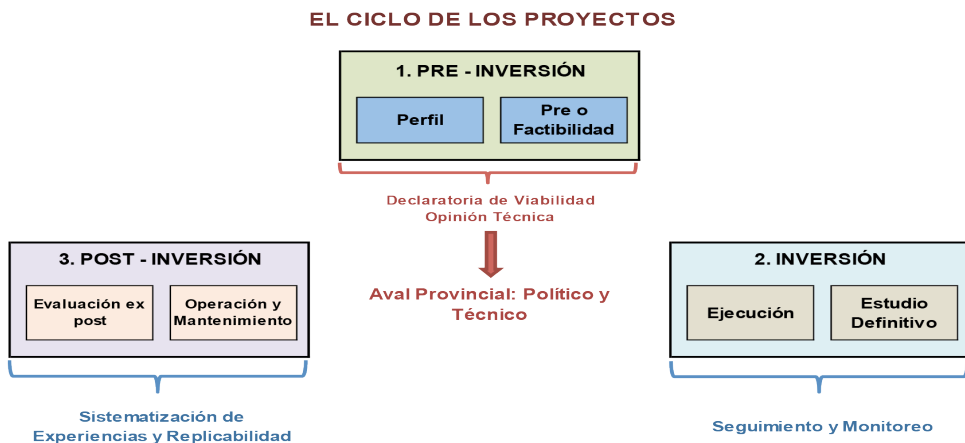 EL CICLO DE LOS PROYECTOS
1. PRE - INVERSIÓN
Perfil
Pre o
Factibilidad
Declaratoria de Viabilidad
Opinión Técnica
Aval Provincial: Político y
Técnico
3. POST - INVERSIÓN
Evaluación ex
post
Operación y
Mantenimiento
Sistematización de
Experiencias y Replicabilidad
2. INVERSIÓN
Ejecución
Estudio
Definitivo
Seguimiento y Monitoreo